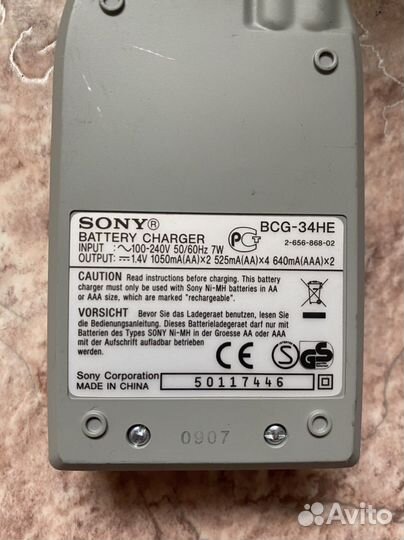 SONY® BCG-34HE
BATTERY CHARGER 2-656-868-02
INPUT : ~100-240V 50/60Hz 7W
OUTPUT: ⎓1.4V 1050mA(AA)×2 525mA(AA)×4 640mA(AAA)×2
CAUTION Read instructions before charging. This battery
charger must only be used with Sony Ni-MH batteries in AA
or AAA size, which are marked "rechargeable".
VORSICHT Bevor Sie das Ladegeraet benutzen, lesen Sie
die Bedienungsanleitung. Dieses Batterieladegeraet darf nur mit
Batterien des Types SONY Ni-MH in der Groesse AA oder AAA
mit der Aufschrift aufladbar betrieben
werden.
CE S GS
Sony Corporation
MADE IN CHINA 50117446
0907
Avito